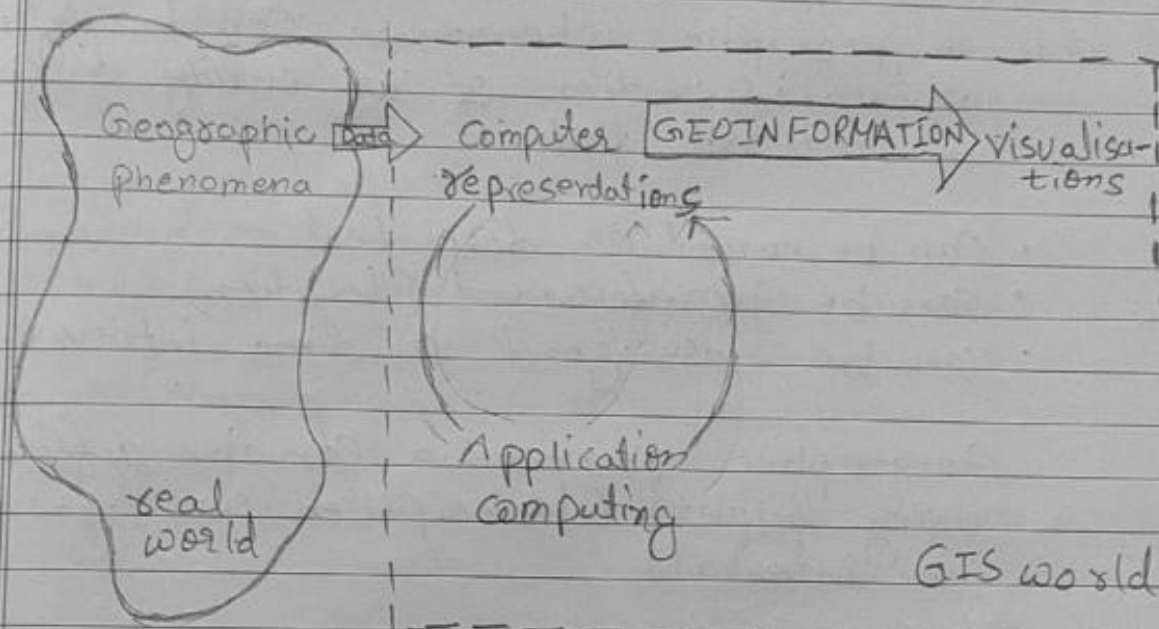 Geographic
phenomena
Data
Computer
representations
GEOINFORMATION
visualisa-
tions
Application
computing
real
world
GIS world